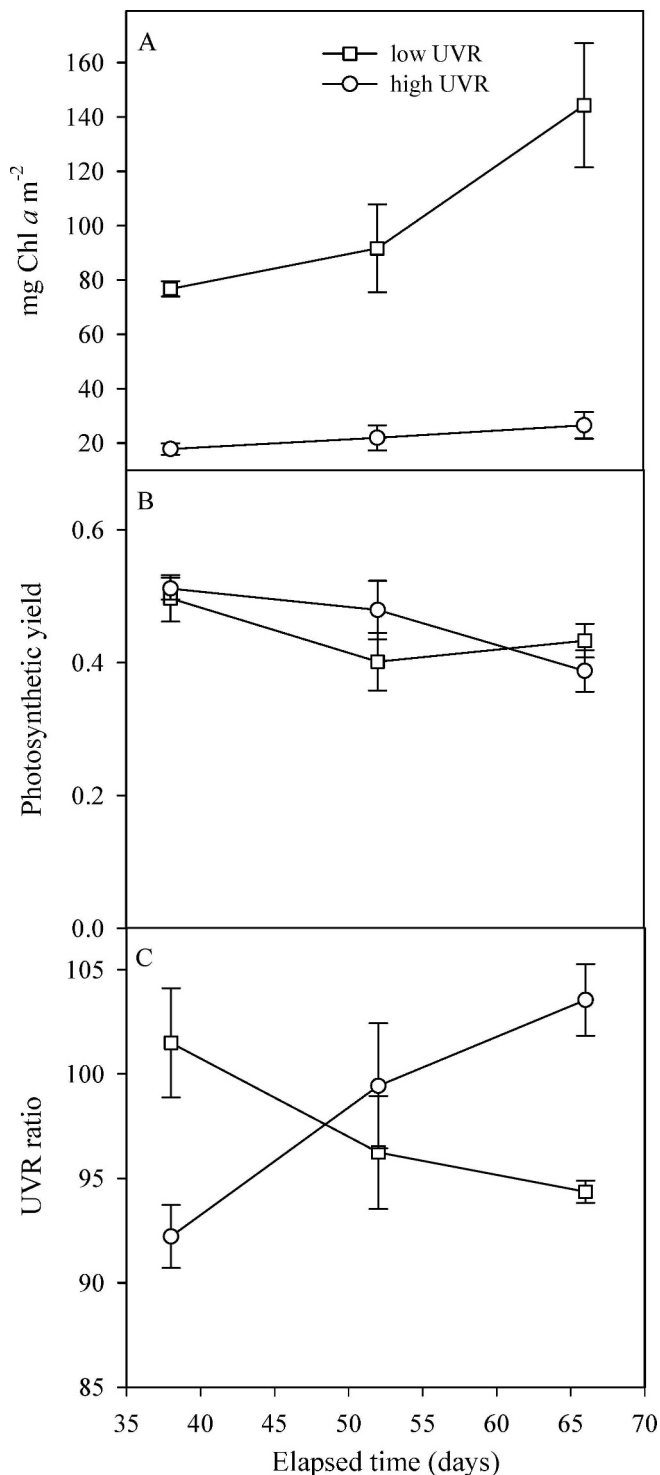 A
low UVR
high UVR
160
140
120
100
80
60
40
20
mg Chl a m-2
B
0.6
0.4
0.2
0.0
Photosynthetic yield
C
105
100
95
90
85
UVR ratio
35 40 45 50 55 60 65 70
Elapsed time (days)